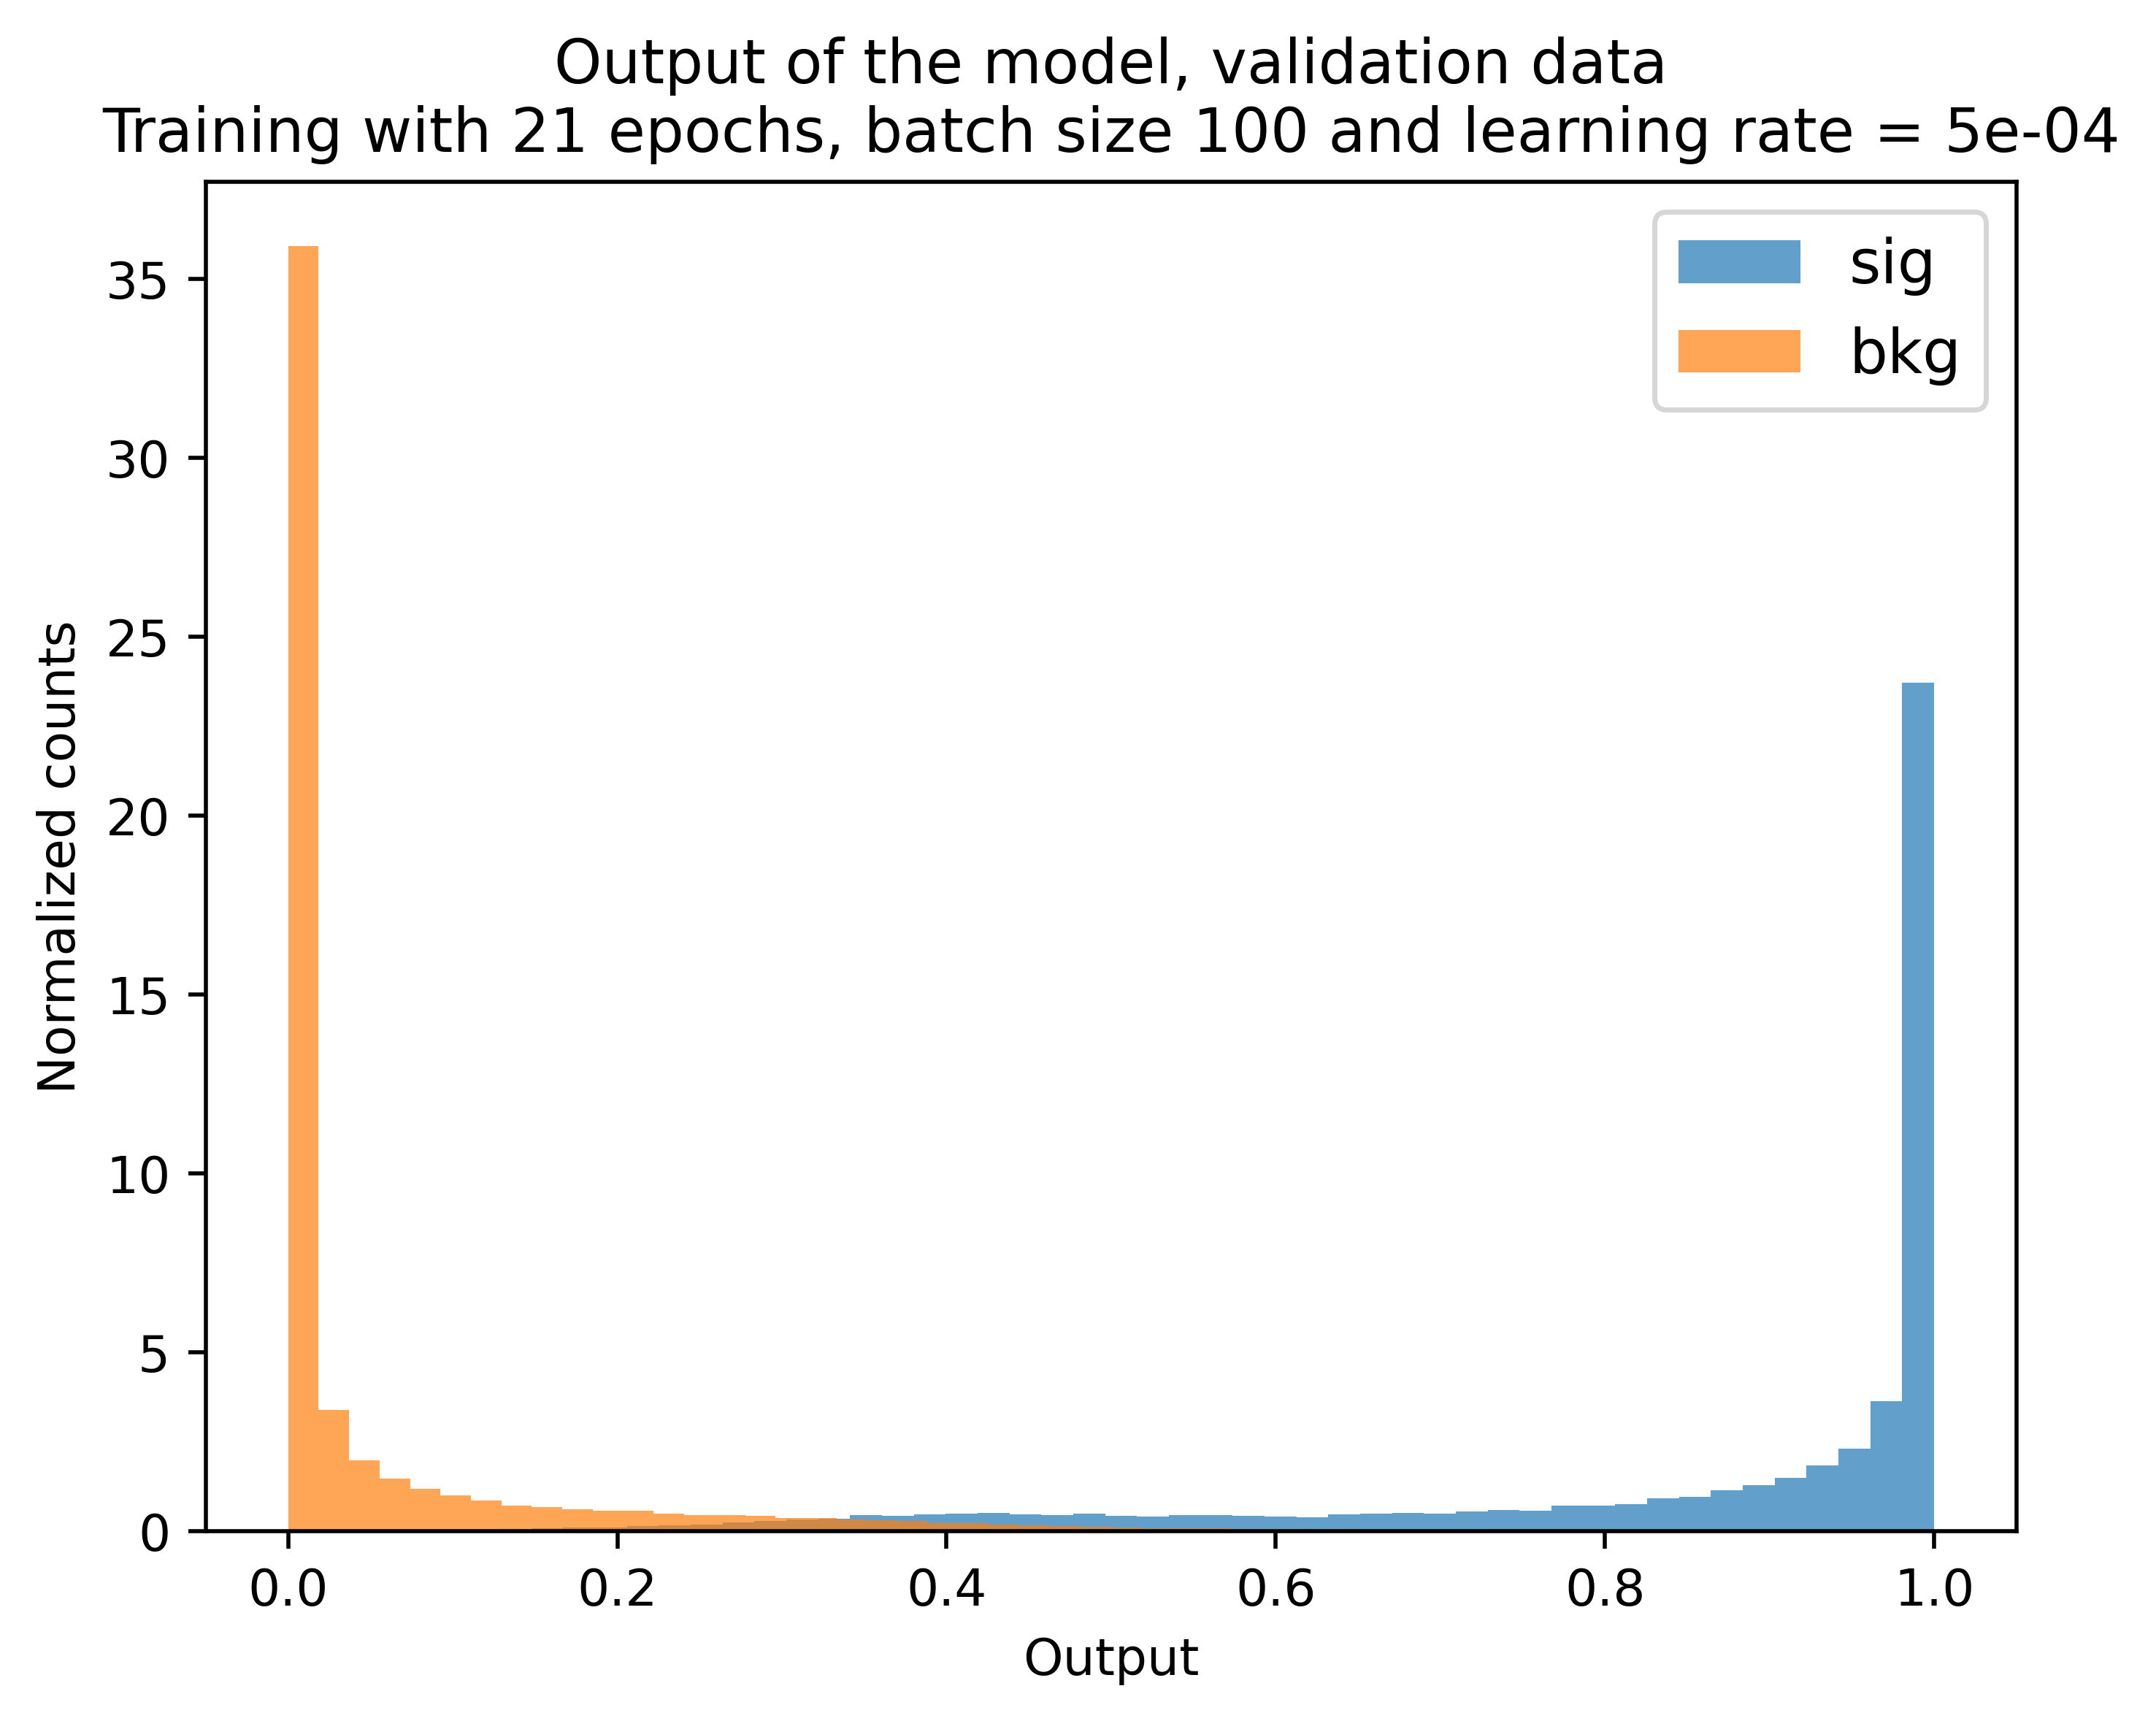 Output of the model, validation data
Training with 21 epochs, batch size 100 and learning rate = 5e-04
sig
bkg
Normalized counts
35
30
25
20
15
10
5
0
0.0 0.2 0.4 0.6 0.8 1.0
Output